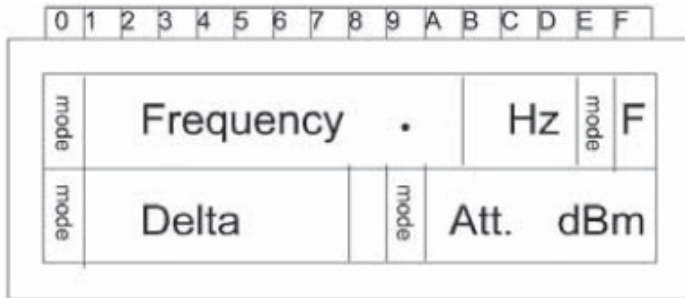 0 1 2 3 4 5 6 7 8 9 A B C D E F
mode Frequency . Hz mode F
mode Delta mode Att. dBm